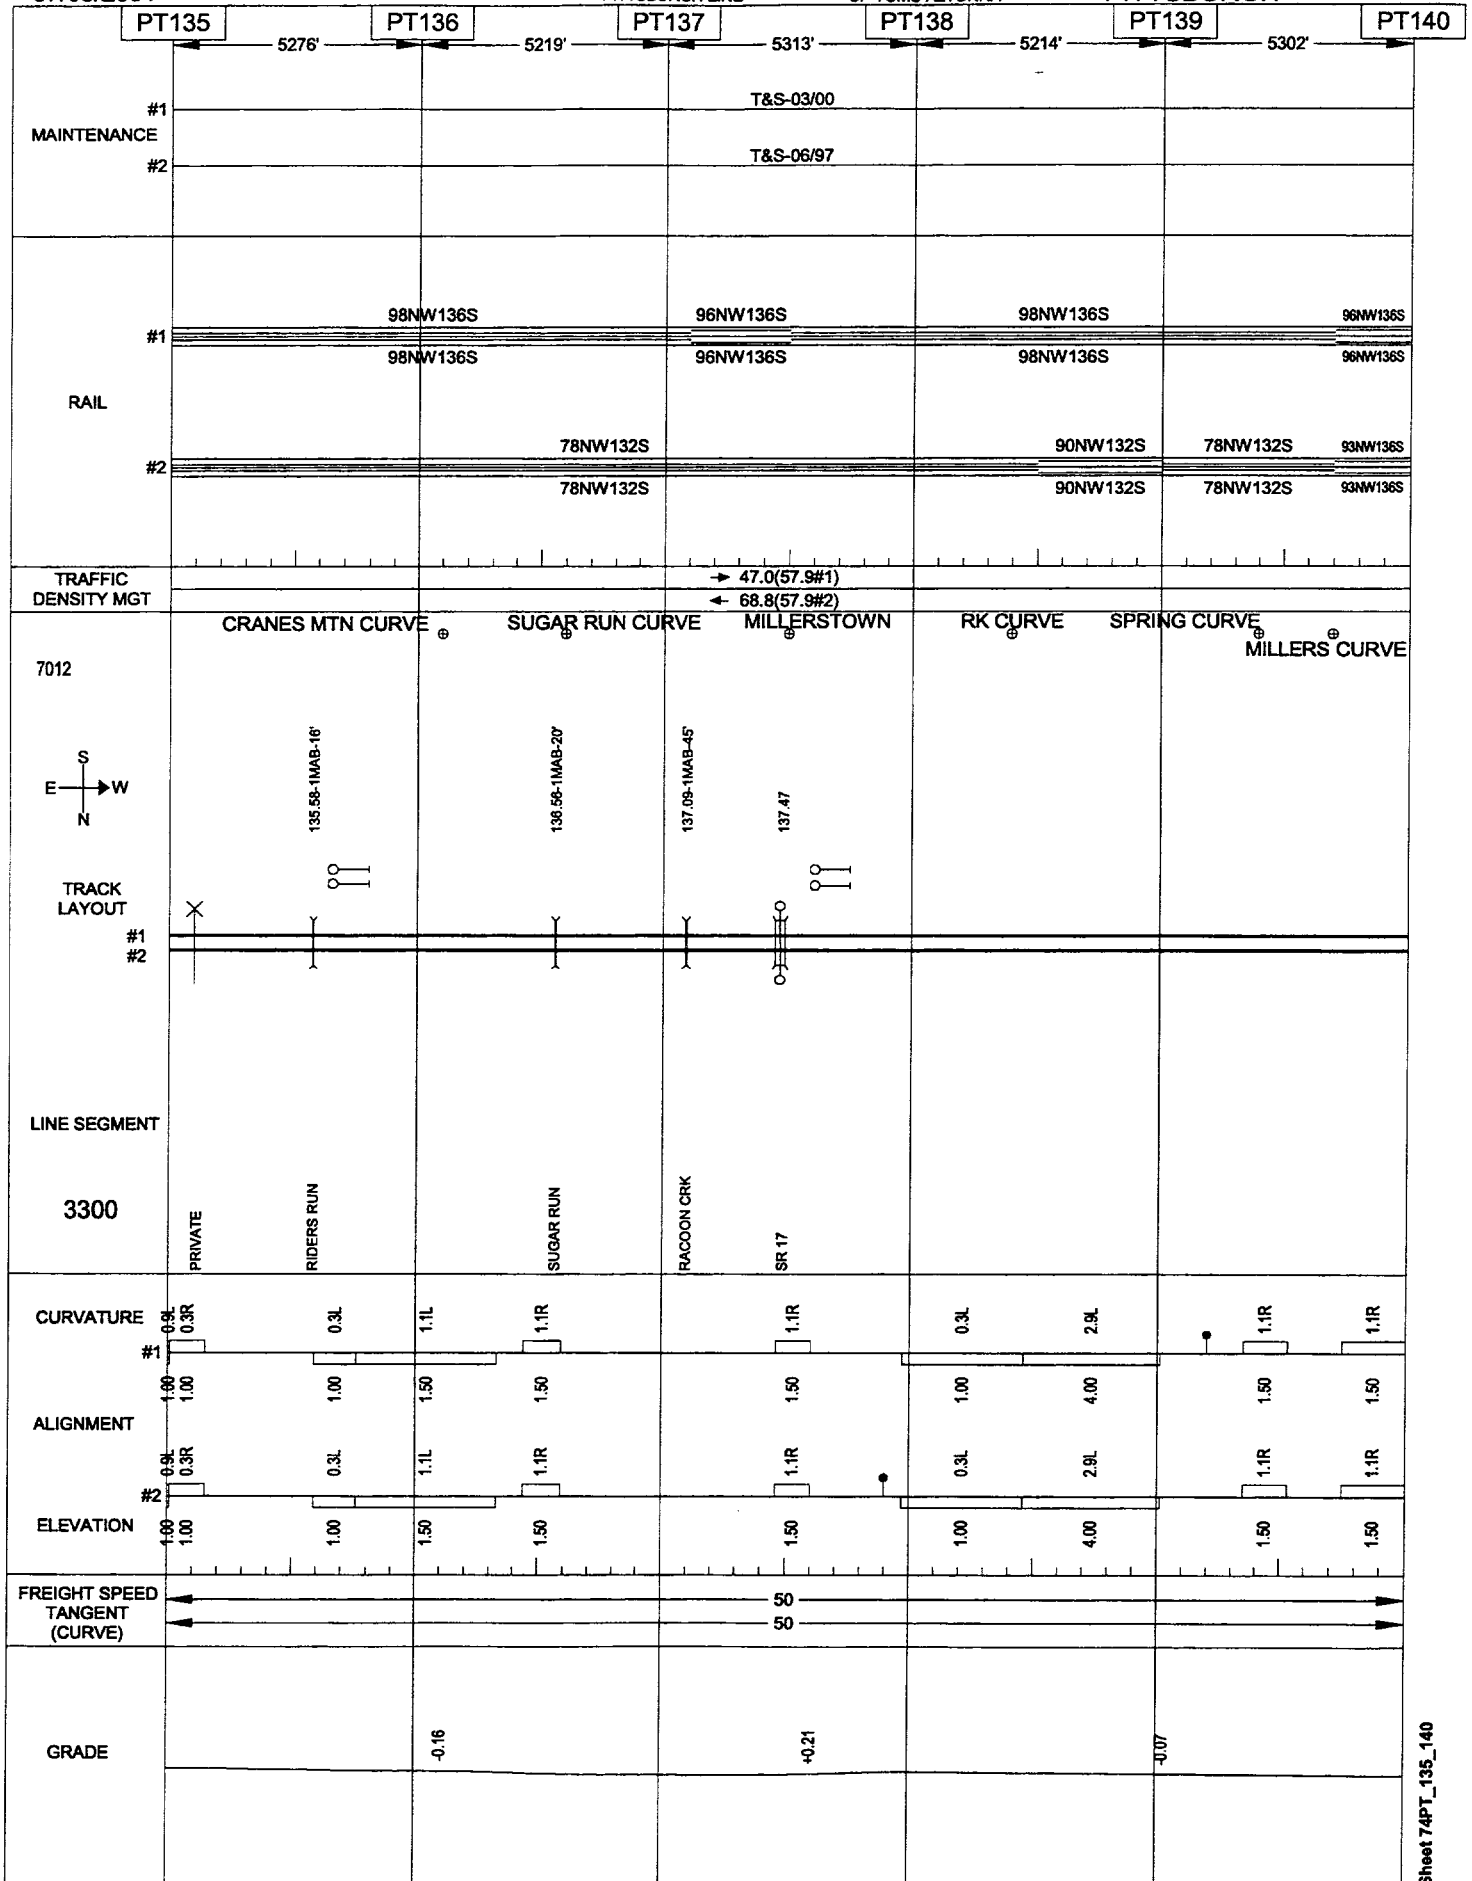 PT135 PT136 PT137 PT138 PT139 PT140
5276' 5219' 5313' 5214' 5302'
#1 T&S-03/00
MAINTENANCE
#2 T&S-06/97
98NW136S 96NW136S 98NW136S 96NW136S
#1
98NW136S 96NW136S 98NW136S 96NW136S
RAIL
78NW132S 90NW132S 78NW132S 93NW136S
#2
78NW132S 90NW132S 78NW132S 93NW136S
TRAFFIC
DENSITY MGT
47.0(57.9#1)
68.8(57.9#2)
CRANES MTN CURVE SUGAR RUN CURVE MILLERSTOWN RK CURVE SPRING CURVE
MILLERS CURVE
7012
S
E W
N
135.58-1MAB-16' 136.56-1MAB-20' 137.09-1MAB-45' 137.47
TRACK
LAYOUT
#1
#2
LINE SEGMENT
3300
PRIVATE RIDERS RUN SUGAR RUN RACOON CRK SR 17
CURVATURE 0.9L 0.3R 0.3L 1.1L 1.1R 1.1R 0.3L 2.9L 1.1R 1.1R
#1
1.00 1.00 1.00 1.50 1.50 1.50 1.00 4.00 1.50 1.50
ALIGNMENT
0.9L 0.3R 0.3L 1.1L 1.1R 1.1R 0.3L 2.9L 1.1R 1.1R
#2
ELEVATION 1.00 1.00 1.00 1.50 1.50 1.50 1.00 4.00 1.50 1.50
FREIGHT SPEED
TANGENT
(CURVE)
50
50
GRADE -0.16 +0.21 -0.07
Sheet 74PT_135_140